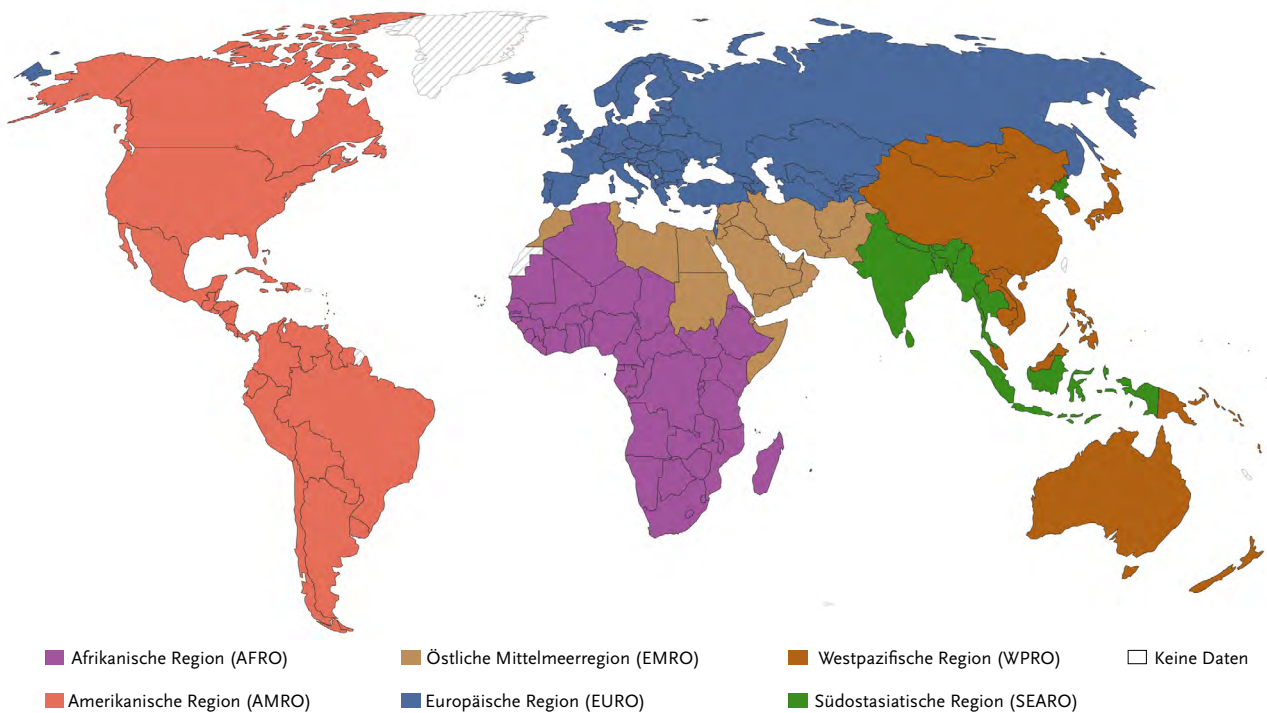 Afrikanische Region (AFRO)
Östliche Mittelmeerregion (EMRO)
Westpazifische Region (WPRO)
Keine Daten
Amerikanische Region (AMRO)
Europäische Region (EURO)
Südostasiatische Region (SEARO)